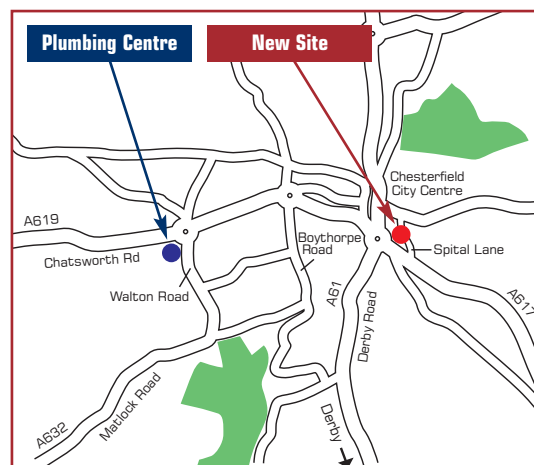 Plumbing Centre
New Site
Chesterfield
City Centre
A619
Chatsworth Rd
Boythorpe
Road
Spital Lane
Walton Road
A61
Derby Road
A617
Matlock Road
A632
Derby